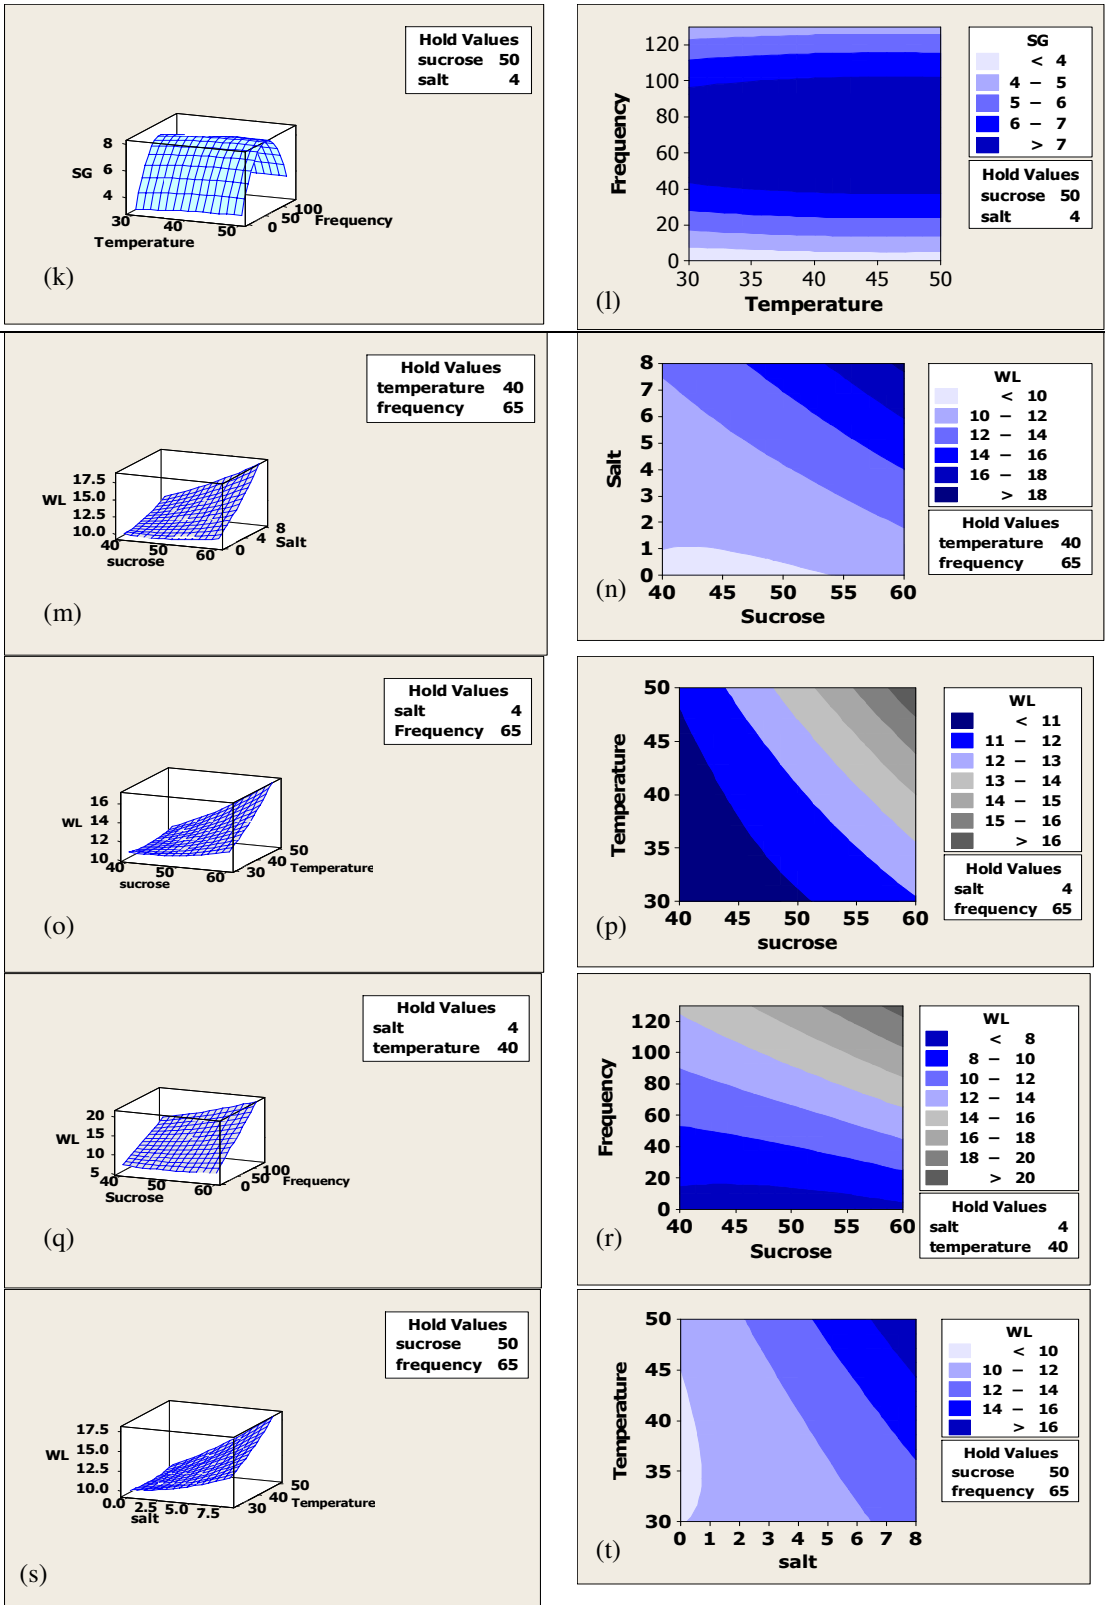 Hold Values
sucrose 50
salt 4
SG
8
6
4
30 40 50
0 50 100
Temperature
Frequency
(k)
120
100
80
60
40
20
0
Frequency
30 35 40 45 50
Temperature
SG
< 4
4 – 5
5 – 6
6 – 7
> 7
Hold Values
sucrose 50
salt 4
(l)
Hold Values
temperature 40
frequency 65
WL
17.5
15.0
12.5
10.0
40 50 60
0 4 8
sucrose
Salt
(m)
8
7
6
5
4
3
2
1
0
Salt
40 45 50 55 60
Sucrose
WL
< 10
10 – 12
12 – 14
14 – 16
16 – 18
> 18
Hold Values
temperature 40
frequency 65
(n)
Hold Values
salt 4
Frequency 65
WL
16
14
12
10
40 50 60
30 40 50
sucrose
Temperature
(o)
50
45
40
35
30
Temperature
40 45 50 55 60
sucrose
WL
< 11
11 – 12
12 – 13
13 – 14
14 – 15
15 – 16
> 16
Hold Values
salt 4
frequency 65
(p)
Hold Values
salt 4
temperature 40
WL
20
15
10
5
40 50 60
0 50 100
Sucrose
Frequency
(q)
120
100
80
60
40
20
0
Frequency
40 45 50 55 60
Sucrose
WL
< 8
8 – 10
10 – 12
12 – 14
14 – 16
16 – 18
18 – 20
> 20
Hold Values
salt 4
temperature 40
(r)
Hold Values
sucrose 50
frequency 65
WL
17.5
15.0
12.5
10.0
0.0 2.5 5.0 7.5
30 40 50
salt
Temperature
(s)
50
45
40
35
30
Temperature
0 1 2 3 4 5 6 7 8
salt
WL
< 10
10 – 12
12 – 14
14 – 16
> 16
Hold Values
sucrose 50
frequency 65
(t)